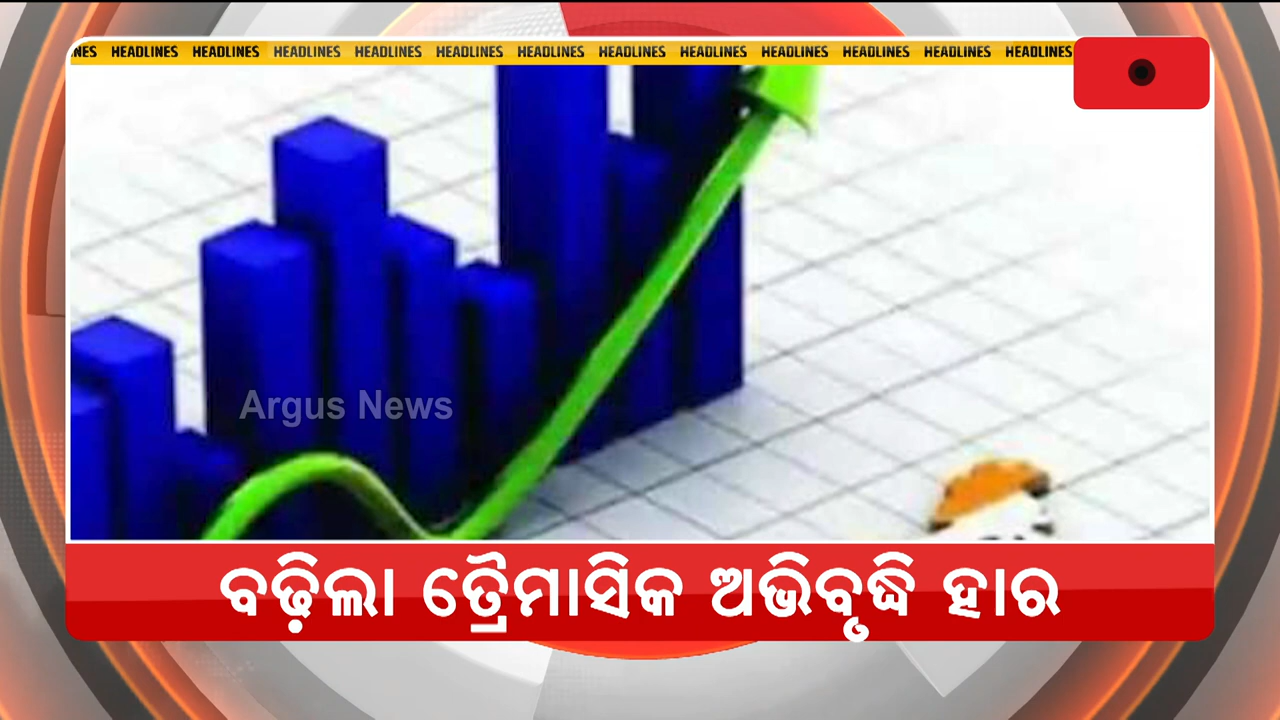 NES HEADLINES HEADLINES HEADLINES HEADLINES HEADLINES HEADLINES HEADLINES HEADLINES HEADLINES HEADLINES HEADLINES HEADLINES
Argus News
ବଢ଼ିଲା ତ୍ରୈମାସିକ ଅଭିବୃଦ୍ଧି ହାର